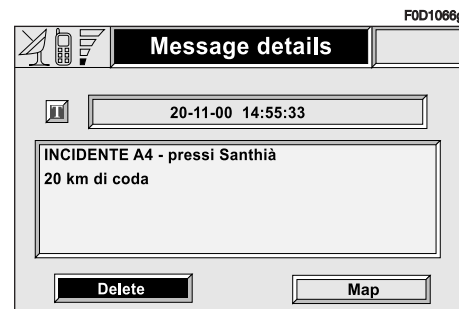 F0D1066g
Message details
T
20-11-00 14:55:33
INCIDENTE A4 - pressi Santhià
20 km di coda
Delete
Map